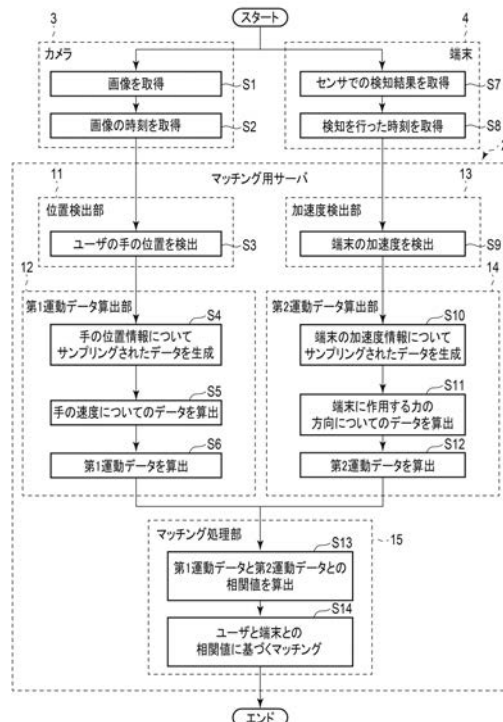 スタート
3
4
カメラ
端末
画像を取得
S1
センサでの検知結果を取得
S7
画像の時刻を取得
S2
検知を行った時刻を取得
S8
2
マッチング用サーバ
11
13
位置検出部
加速度検出部
ユーザの手の位置を検出
S3
端末の加速度を検出
S9
12
14
第1運動データ算出部
第2運動データ算出部
S4
手の位置情報について
サンプリングされたデータを生成
S10
端末の加速度情報について
サンプリングされたデータを生成
S5
手の速度についてのデータを算出
S11
端末に作用する力の
方向についてのデータを算出
S6
第1運動データを算出
S12
第2運動データを算出
マッチング処理部
15
S13
第1運動データと第2運動データとの
相関値を算出
S14
ユーザと端末との
相関値に基づくマッチング
エンド